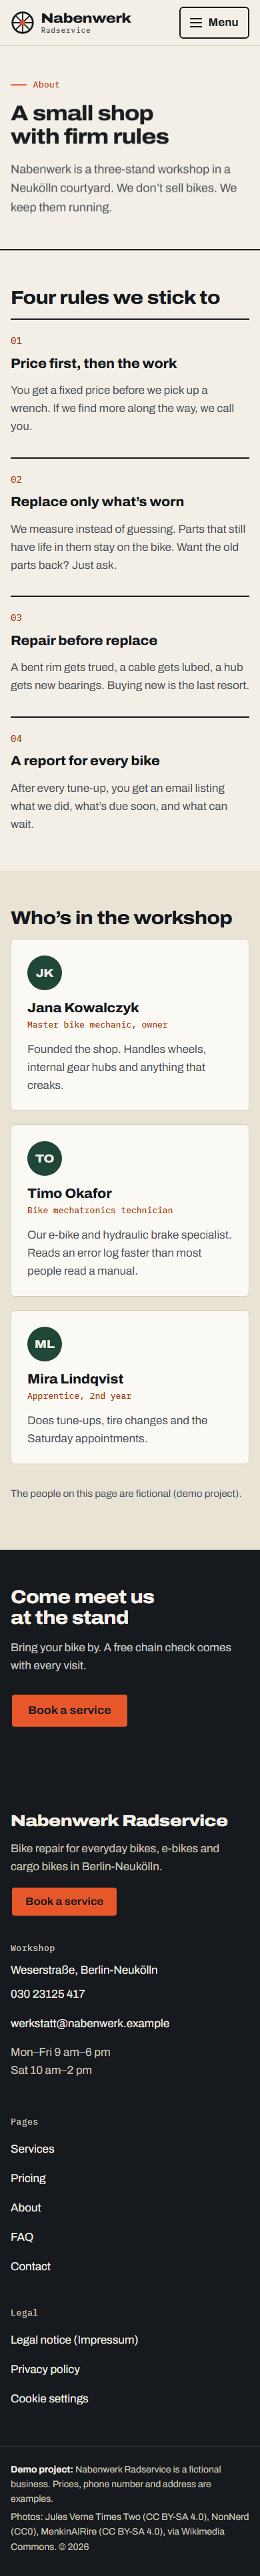 Nabenwerk
Radservice
Menu
About
A small shop
with firm rules
Nabenwerk is a three-stand workshop in a
Neukölln courtyard. We don’t sell bikes. We
keep them running.
Four rules we stick to
01
Price first, then the work
You get a fixed price before we pick up a
wrench. If we find more along the way, we call
you.
02
Replace only what’s worn
We measure instead of guessing. Parts that still
have life in them stay on the bike. Want the old
parts back? Just ask.
03
Repair before replace
A bent rim gets trued, a cable gets lubed, a hub
gets new bearings. Buying new is the last resort.
04
A report for every bike
After every tune-up, you get an email listing
what we did, what’s due soon, and what can
wait.
Who’s in the workshop
JK
Jana Kowalczyk
Master bike mechanic, owner
Founded the shop. Handles wheels,
internal gear hubs and anything that
creaks.
TO
Timo Okafor
Bike mechatronics technician
Our e-bike and hydraulic brake specialist.
Reads an error log faster than most
people read a manual.
ML
Mira Lindqvist
Apprentice, 2nd year
Does tune-ups, tire changes and the
Saturday appointments.
The people on this page are fictional (demo project).
Come meet us
at the stand
Bring your bike by. A free chain check comes
with every visit.
Book a service
Nabenwerk Radservice
Bike repair for everyday bikes, e-bikes and
cargo bikes in Berlin-Neukölln.
Book a service
Workshop
Weserstraße, Berlin-Neukölln
030 23125 417
werkstatt@nabenwerk.example
Mon–Fri 9 am–6 pm
Sat 10 am–2 pm
Pages
Services
Pricing
About
FAQ
Contact
Legal
Legal notice (Impressum)
Privacy policy
Cookie settings
Demo project: Nabenwerk Radservice is a fictional
business. Prices, phone number and address are
examples.
Photos: Jules Verne Times Two (CC BY-SA 4.0), NonNerd
(CC0), MenkinAlRire (CC BY-SA 4.0), via Wikimedia
Commons. © 2026